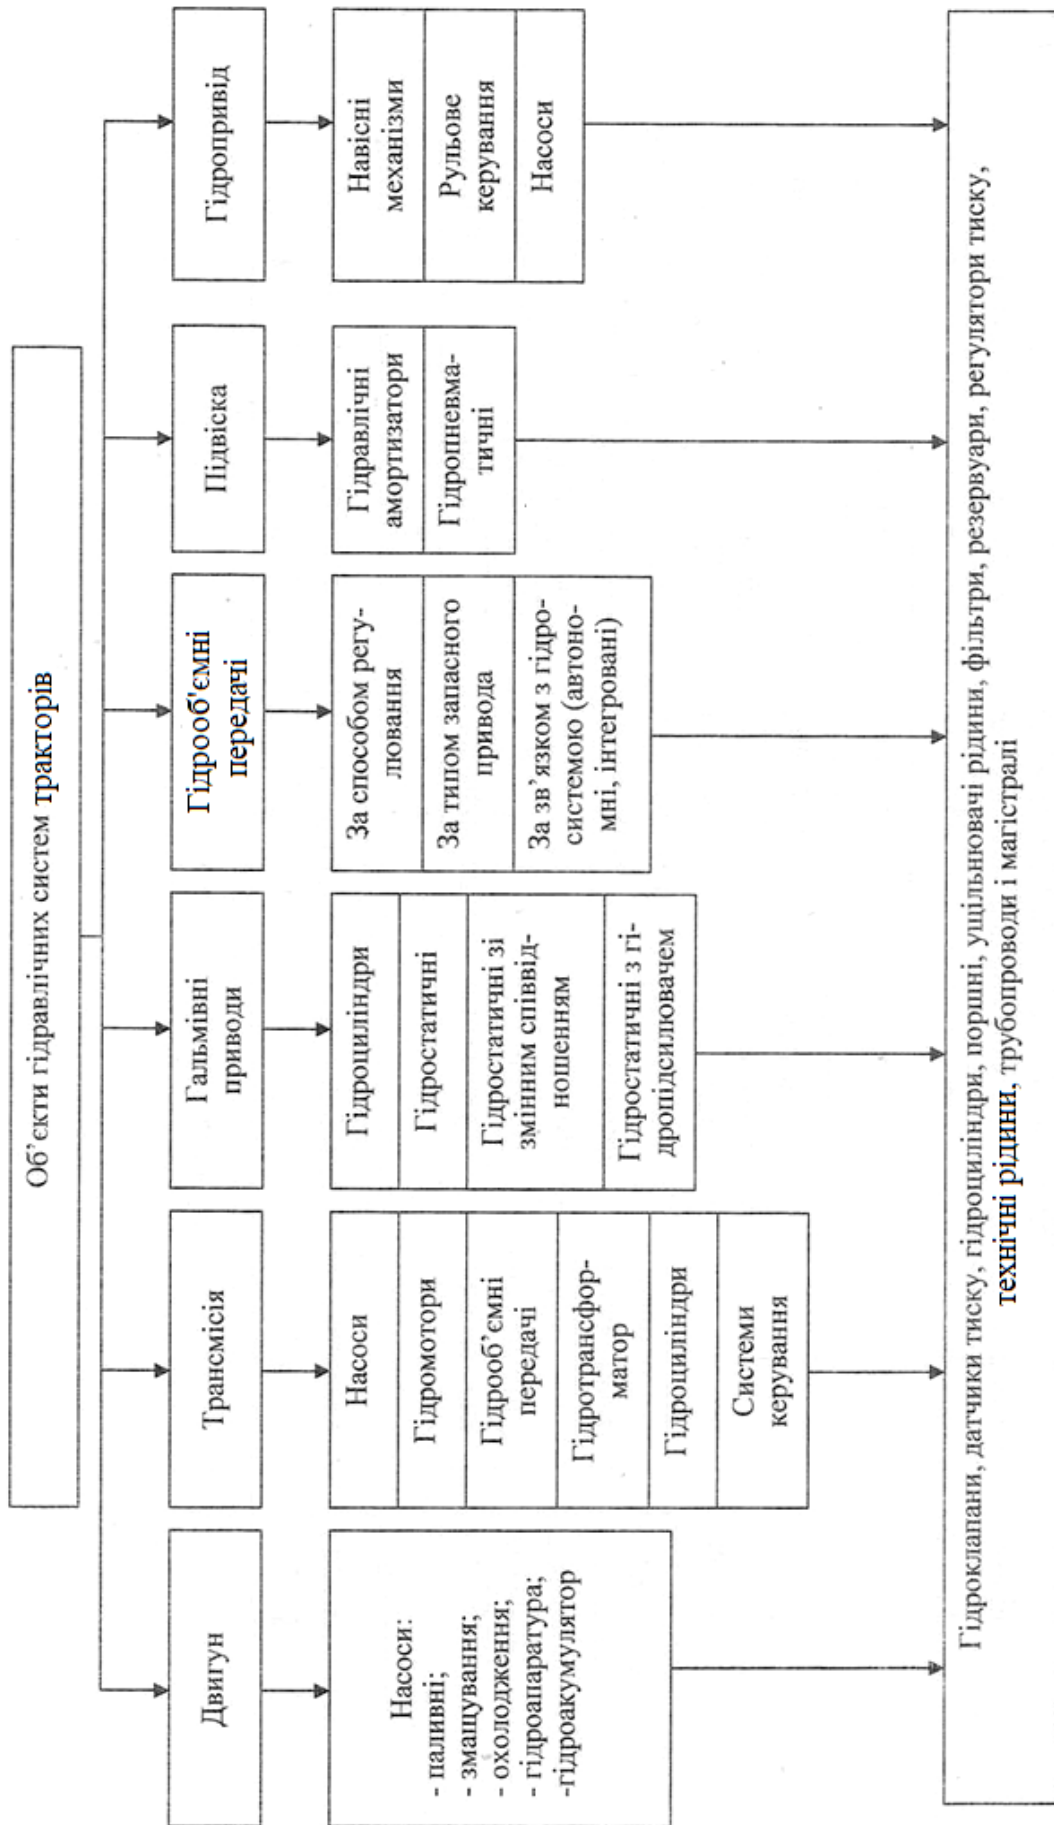 Об’єкти гідравлічних систем тракторів
Двигун
Насоси:
- паливні;
- змащування;
- охолодження;
- гідроапаратура;
-гідроакумулятор
Трансмісія
Насоси
Гідромотори
Гідрооб’ємні
передачі
Гідротрансфор-
матор
Гідроциліндри
Системи
керування
Гальмівні
приводи
Гідроциліндри
Гідростатичні
Гідростатичні зі
змінним співвід-
ношенням
Гідростатичні з гі-
дропідсилювачем
Гідрооб'ємні
передачі
За способом регу-
лювання
За типом запасного
привода
За зв’язком з гідро-
системою (автоно-
мні, інтегровані)
Підвіска
Гідравлічні
амортизатори
Гідропневма-
тичні
Гідропривід
Навісні
механізми
Рульове
керування
Насоси
Гідроклапани, датчики тиску, гідроциліндри, поршні, ущільнювачі рідини, фільтри, резервуари, регулятори тиску,
технічні рідини, трубопроводи і магістралі